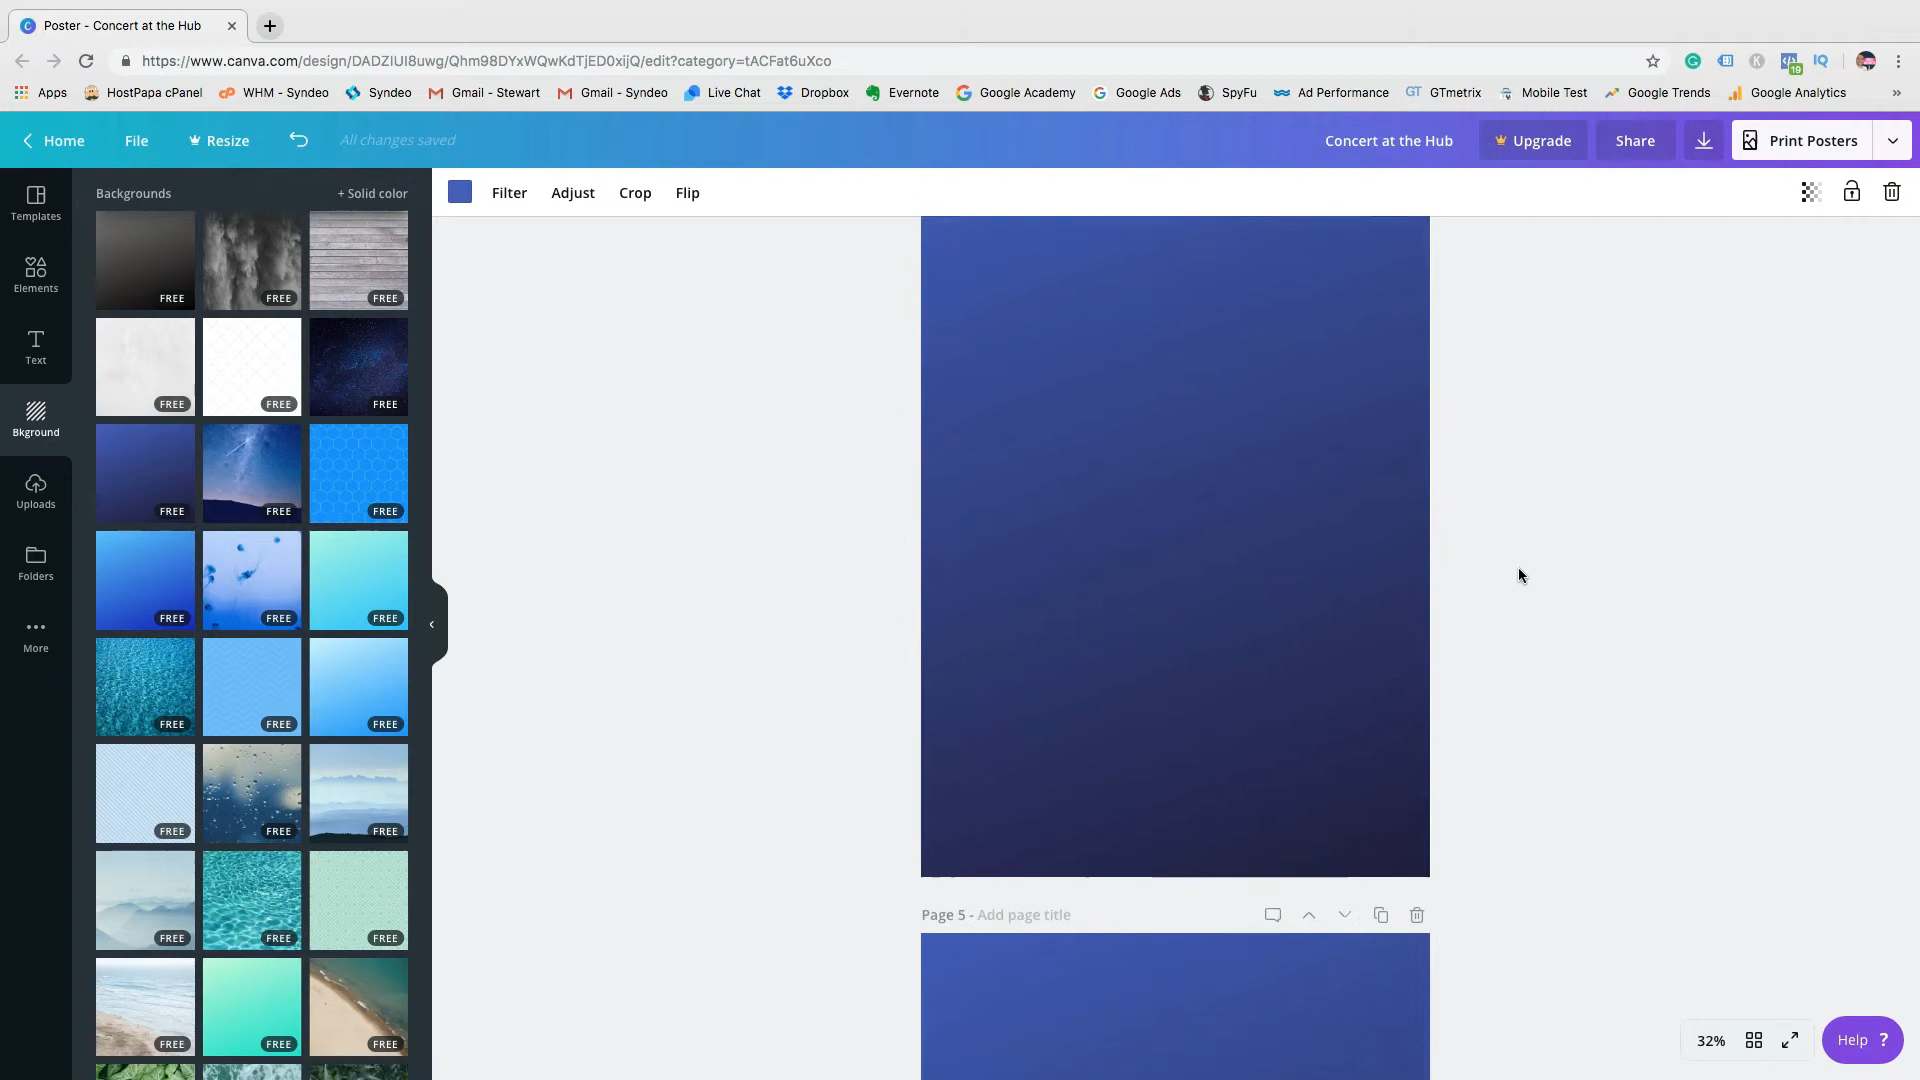 Poster - Concert at the Hub
https://www.canva.com/design/DADZIUI8uwg/Qhm98DYxWQwKdTjED0xijQ/edit?category=tACFat6uXco
19
Apps HostPapa cPanel WHM - Syndeo Syndeo Gmail - Stewart Gmail - Syndeo Live Chat Dropbox Evernote Google Academy Google Ads SpyFu Ad Performance GTmetrix Mobile Test Google Trends Google Analytics
Home File Resize All changes saved Concert at the Hub Upgrade Share Print Posters
Templates
Elements
Text
Bkground
Uploads
Folders
More
Backgrounds + Solid color
FREE FREE FREE
FREE FREE FREE
FREE FREE FREE
FREE FREE FREE
FREE FREE FREE
FREE FREE FREE
FREE FREE FREE
FREE FREE FREE
Filter Adjust Crop Flip
Page 5 - Add page title
32% Help ?